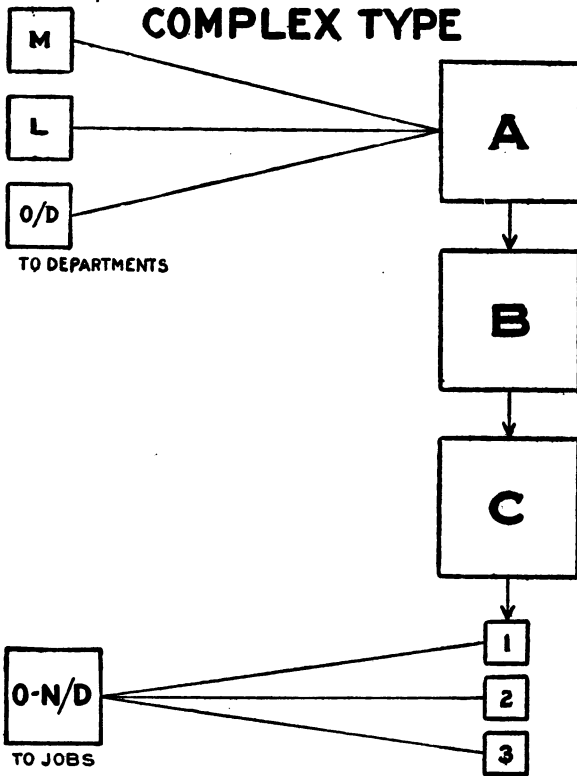 COMPLEX TYPE
M
L
O/D
TO DEPARTMENTS
A
B
C
O-N/D
TO JOBS
1
2
3